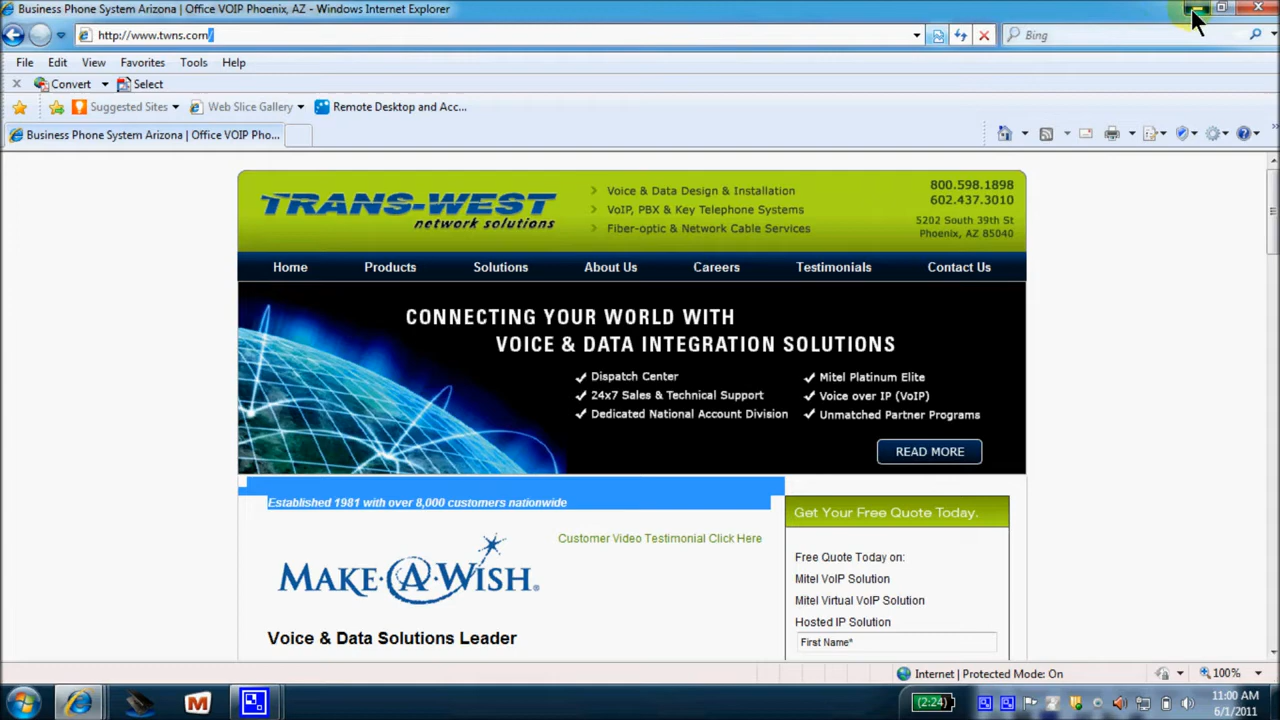 Business Phone System Arizona | Office VOIP Phoenix, AZ - Windows Internet Explorer
http://www.twns.com/
Bing
File Edit View Favorites Tools Help
Convert Select
Suggested Sites Web Slice Gallery Remote Desktop and Acc...
Business Phone System Arizona | Office VOIP Pho...
TRANS-WEST
network solutions
Voice & Data Design & Installation
VoIP, PBX & Key Telephone Systems
Fiber-optic & Network Cable Services
800.598.1898
602.437.3010
5202 South 39th St
Phoenix, AZ 85040
Home Products Solutions About Us Careers Testimonials Contact Us
CONNECTING YOUR WORLD WITH
VOICE & DATA INTEGRATION SOLUTIONS
Dispatch Center
24x7 Sales & Technical Support
Dedicated National Account Division
Mitel Platinum Elite
Voice over IP (VoIP)
Unmatched Partner Programs
READ MORE
Established 1981 with over 8,000 customers nationwide
Customer Video Testimonial Click Here
MAKE·A·WISH®
Voice & Data Solutions Leader
Get Your Free Quote Today.
Free Quote Today on:
Mitel VoIP Solution
Mitel Virtual VoIP Solution
Hosted IP Solution
First Name*
Internet | Protected Mode: On
100%
(2:24)
11:00 AM
6/1/2011